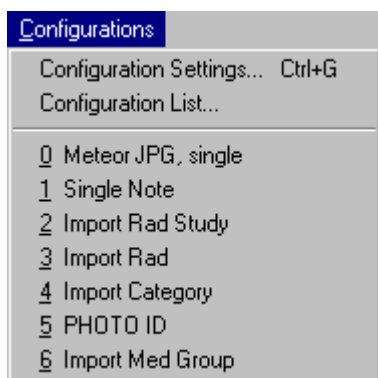 Configurations
Configuration Settings... Ctrl+G
Configuration List...
0 Meteor JPG, single
1 Single Note
2 Import Rad Study
3 Import Rad
4 Import Category
5 PHOTO ID
6 Import Med Group